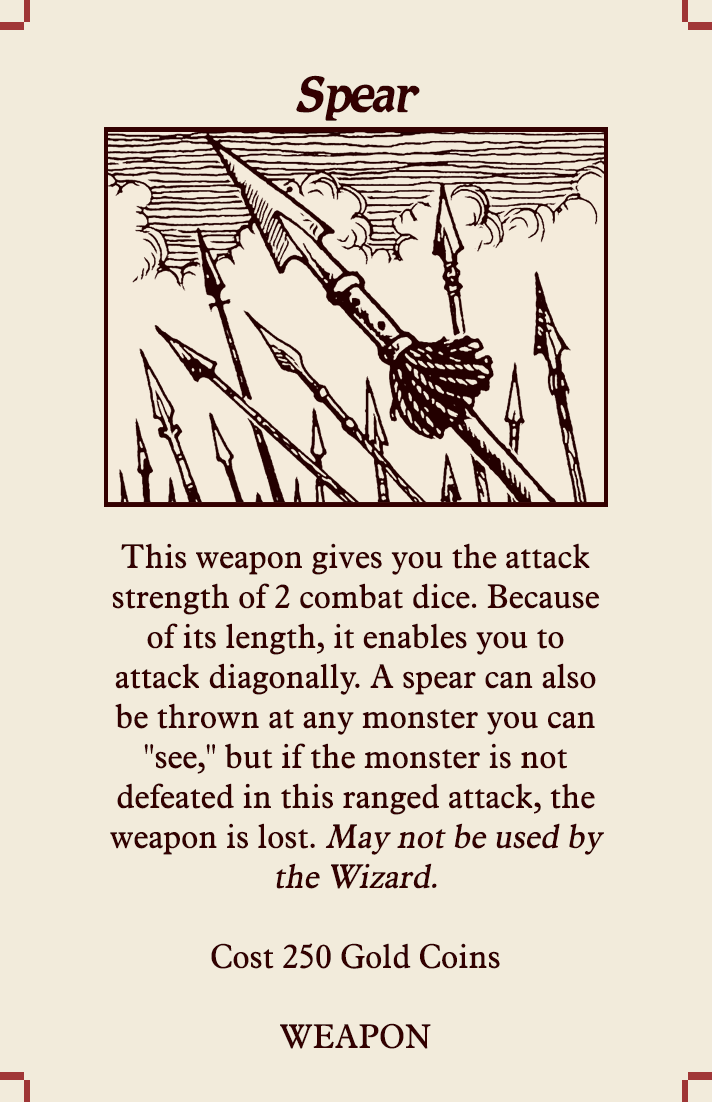 Spear
This weapon gives you the attack
strength of 2 combat dice. Because
of its length, it enables you to
attack diagonally. A spear can also
be thrown at any monster you can
"see," but if the monster is not
defeated in this ranged attack, the
weapon is lost. May not be used by
the Wizard.
Cost 250 Gold Coins
WEAPON